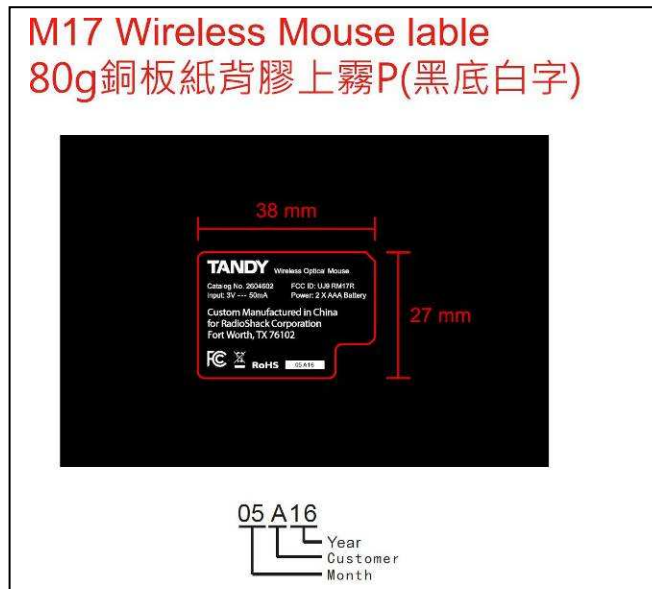 M17 Wireless Mouse lable
80g銅板紙背膠上霧P(黑底白字)
38 mm
TANDY Wireless Optical Mouse
Catalog No. 2604602 FCC ID: UJ9 RM17R
Input: 3V --- 50mA Power: 2 X AAA Battery
Custom Manufactured in China
for RadioShack Corporation
Fort Worth, TX 76102
27 mm
FC RoHS 05 A16
05 A 16
Year
Customer
Month